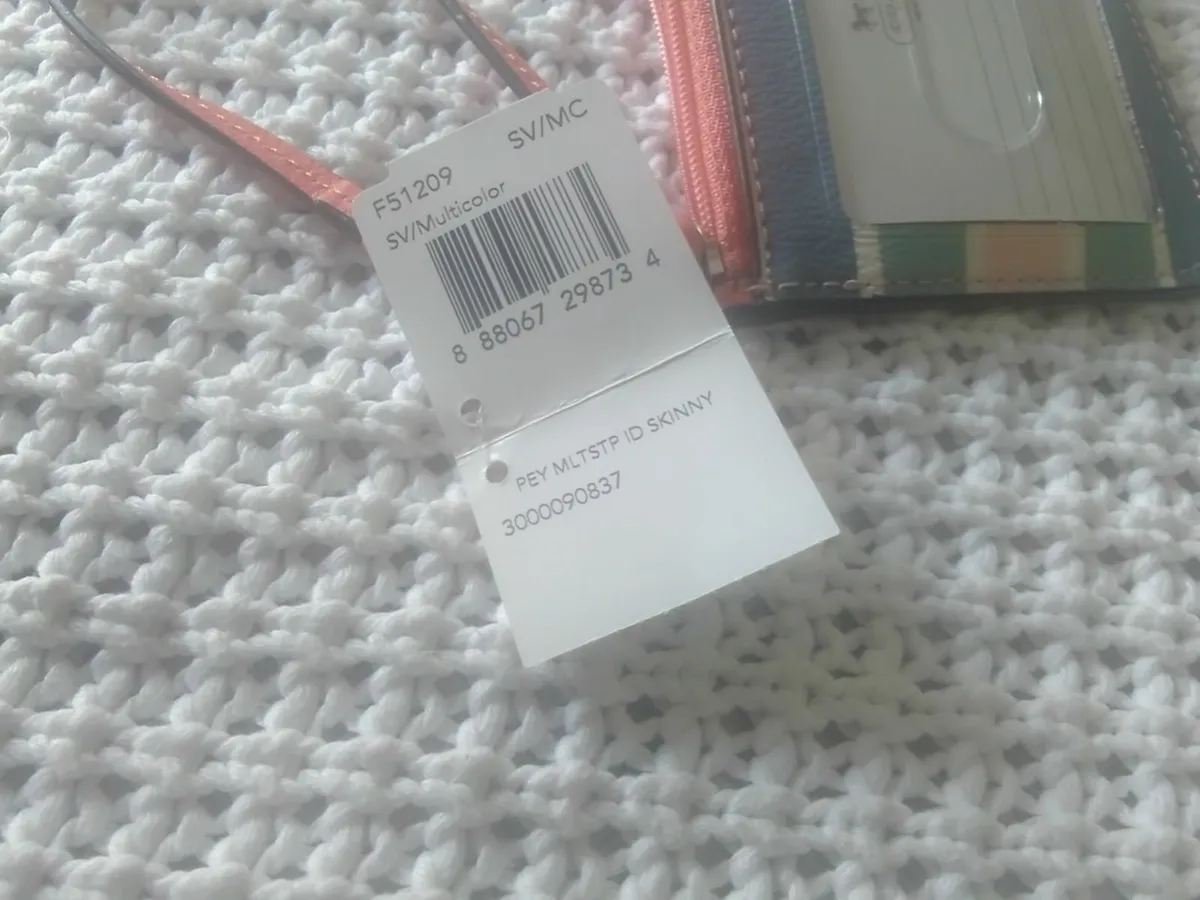 SV/MC
F51209
SV/Multicolor
8 88067 29873 4
PEY MLTSTP ID SKINNY
3000090837